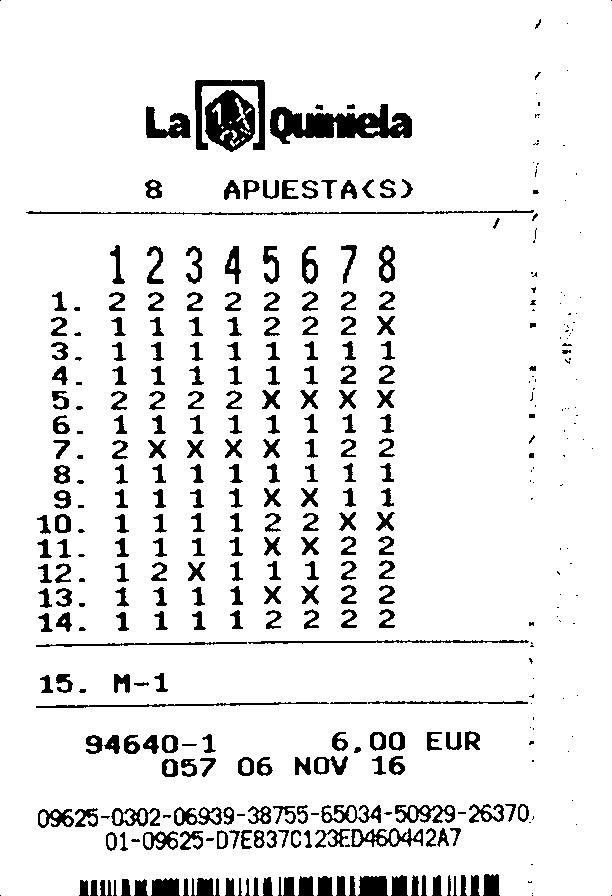 La 1X2 Quiniela
8 APUESTA(S)
1 2 3 4 5 6 7 8
1. 2 2 2 2 2 2 2 2
2. 1 1 1 1 2 2 2 X
3. 1 1 1 1 1 1 1 1
4. 1 1 1 1 1 1 2 2
5. 2 2 2 2 X X X X
6. 1 1 1 1 1 1 1 1
7. 2 X X X X 1 2 2
8. 1 1 1 1 1 1 1 1
9. 1 1 1 1 X X 1 1
10. 1 1 1 1 2 2 X X
11. 1 1 1 1 X X 2 2
12. 1 2 X 1 1 1 2 2
13. 1 1 1 1 X X 2 2
14. 1 1 1 1 2 2 2 2
15. M-1
94640-1 6.00 EUR
057 06 NOV 16
09625-0302-06939-38755-65034-50929-26370
01-09625-D7E837C123ED460442A7